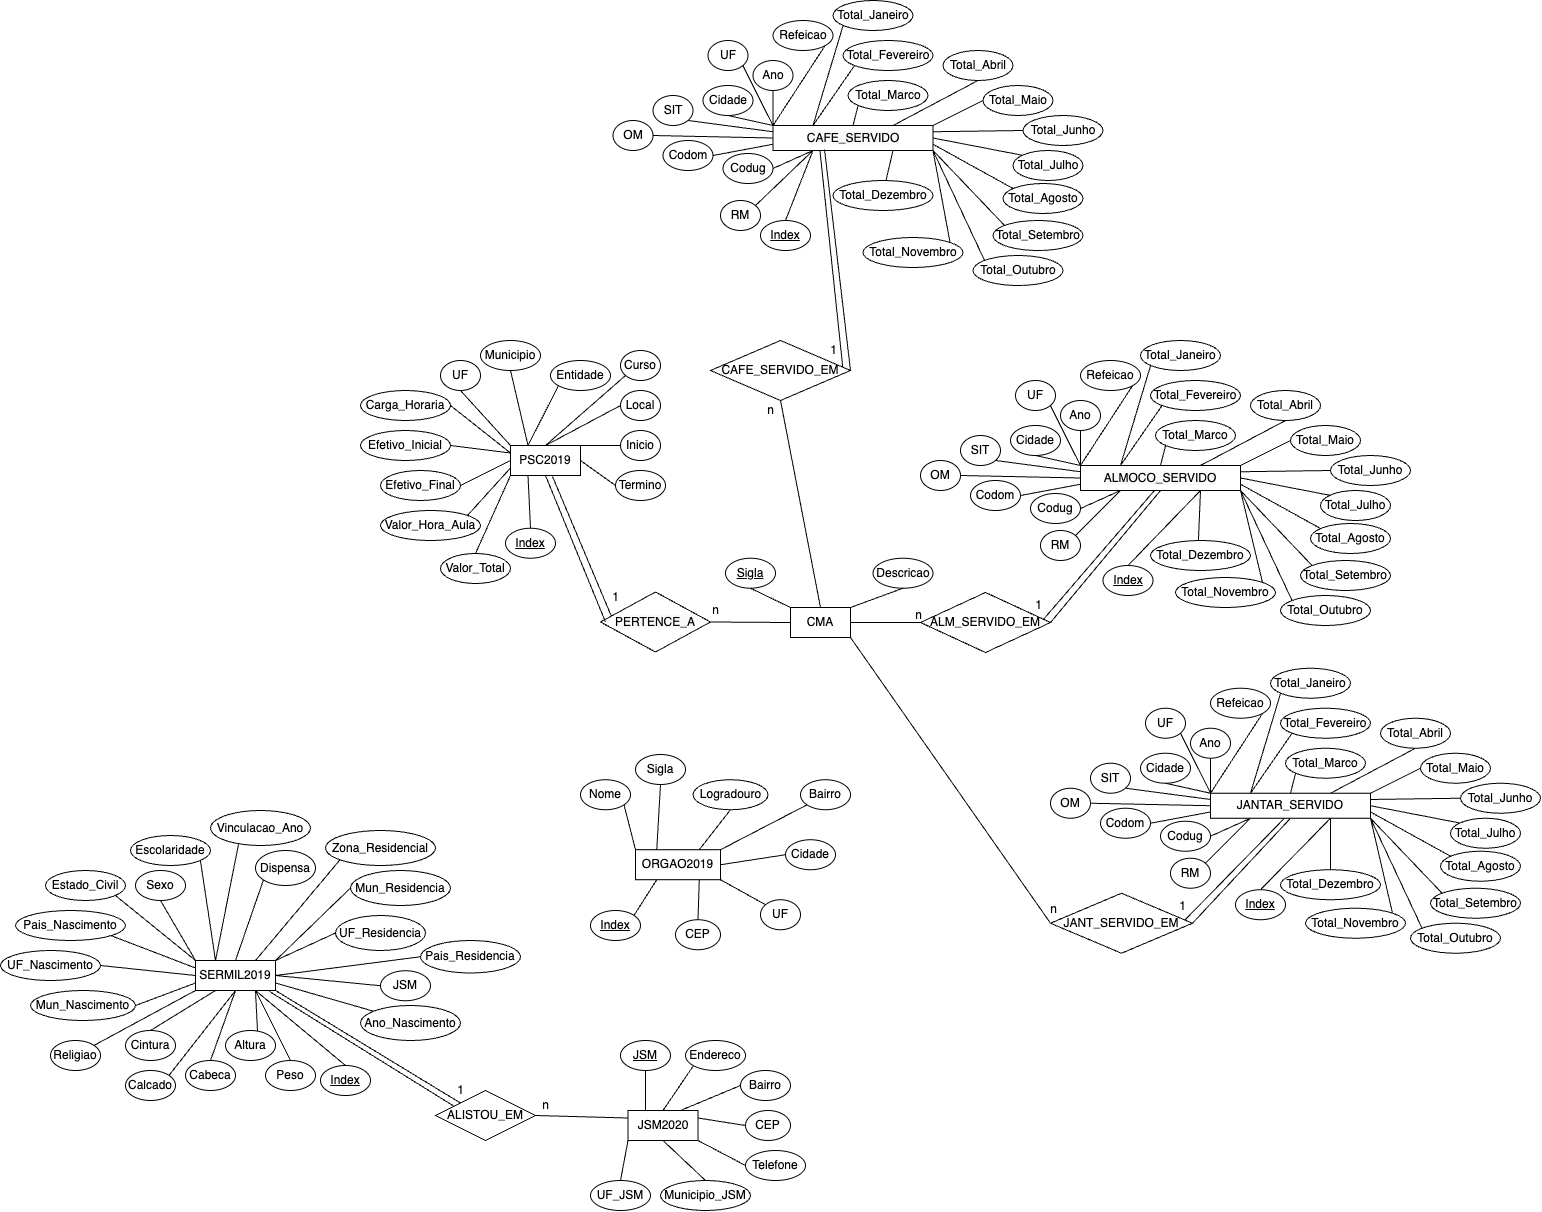 Total_Janeiro
Refeicao
UF
Total_Fevereiro
Ano
Total_Abril
Cidade
Total_Marco
Total_Maio
SIT
OM
CAFE_SERVIDO
Total_Junho
Codom
Codug
Total_Julho
Total_Dezembro
Total_Agosto
RM
Index
Total_Setembro
Total_Novembro
Total_Outubro
1
CAFE_SERVIDO_EM
n
Municipio
UF
Entidade
Curso
Carga_Horaria
Local
Efetivo_Inicial
Inicio
PSC2019
Efetivo_Final
Termino
Valor_Hora_Aula
Index
Valor_Total
1
PERTENCE_A
n
Sigla
Descricao
CMA
n
ALM_SERVIDO_EM
1
Total_Janeiro
Refeicao
UF
Total_Fevereiro
Ano
Total_Abril
Cidade
Total_Marco
Total_Maio
SIT
OM
ALMOCO_SERVIDO
Total_Junho
Codom
Codug
Total_Julho
RM
Total_Dezembro
Total_Agosto
Index
Total_Setembro
Total_Novembro
Total_Outubro
Total_Janeiro
Refeicao
UF
Total_Fevereiro
Ano
Total_Abril
Cidade
Total_Marco
Total_Maio
SIT
OM
JANTAR_SERVIDO
Total_Junho
Codom
Codug
Total_Julho
RM
Total_Dezembro
Total_Agosto
Index
Total_Setembro
Total_Novembro
Total_Outubro
n
JANT_SERVIDO_EM
1
Sigla
Nome
Logradouro
Bairro
ORGAO2019
Cidade
Index
CEP
UF
Vinculacao_Ano
Escolaridade
Zona_Residencial
Dispensa
Estado_Civil
Sexo
Mun_Residencia
Pais_Nascimento
UF_Residencia
UF_Nascimento
SERMIL2019
Pais_Residencia
JSM
Mun_Nascimento
Ano_Nascimento
Religiao
Cintura
Altura
Calcado
Cabeca
Peso
Index
1
ALISTOU_EM
n
JSM
Endereco
Bairro
JSM2020
CEP
Telefone
UF_JSM
Municipio_JSM